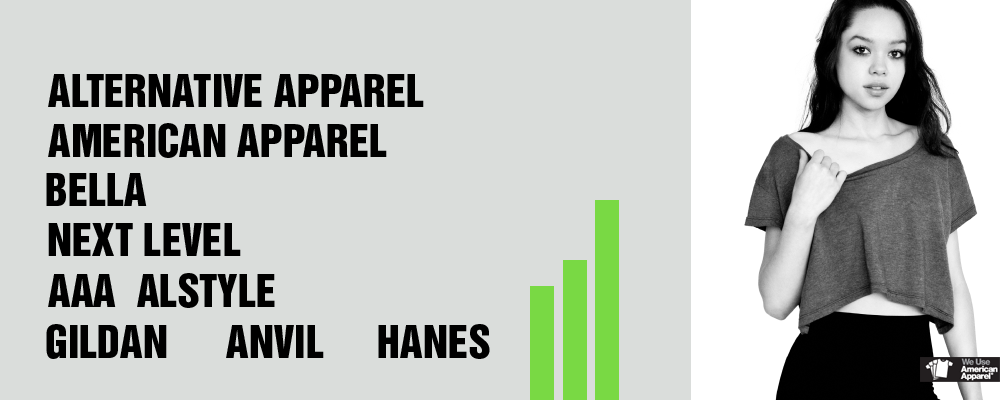 ALTERNATIVE APPAREL
AMERICAN APPAREL
BELLA
NEXT LEVEL
AAA ALSTYLE
GILDAN ANVIL HANES
We Use
American
Apparel®